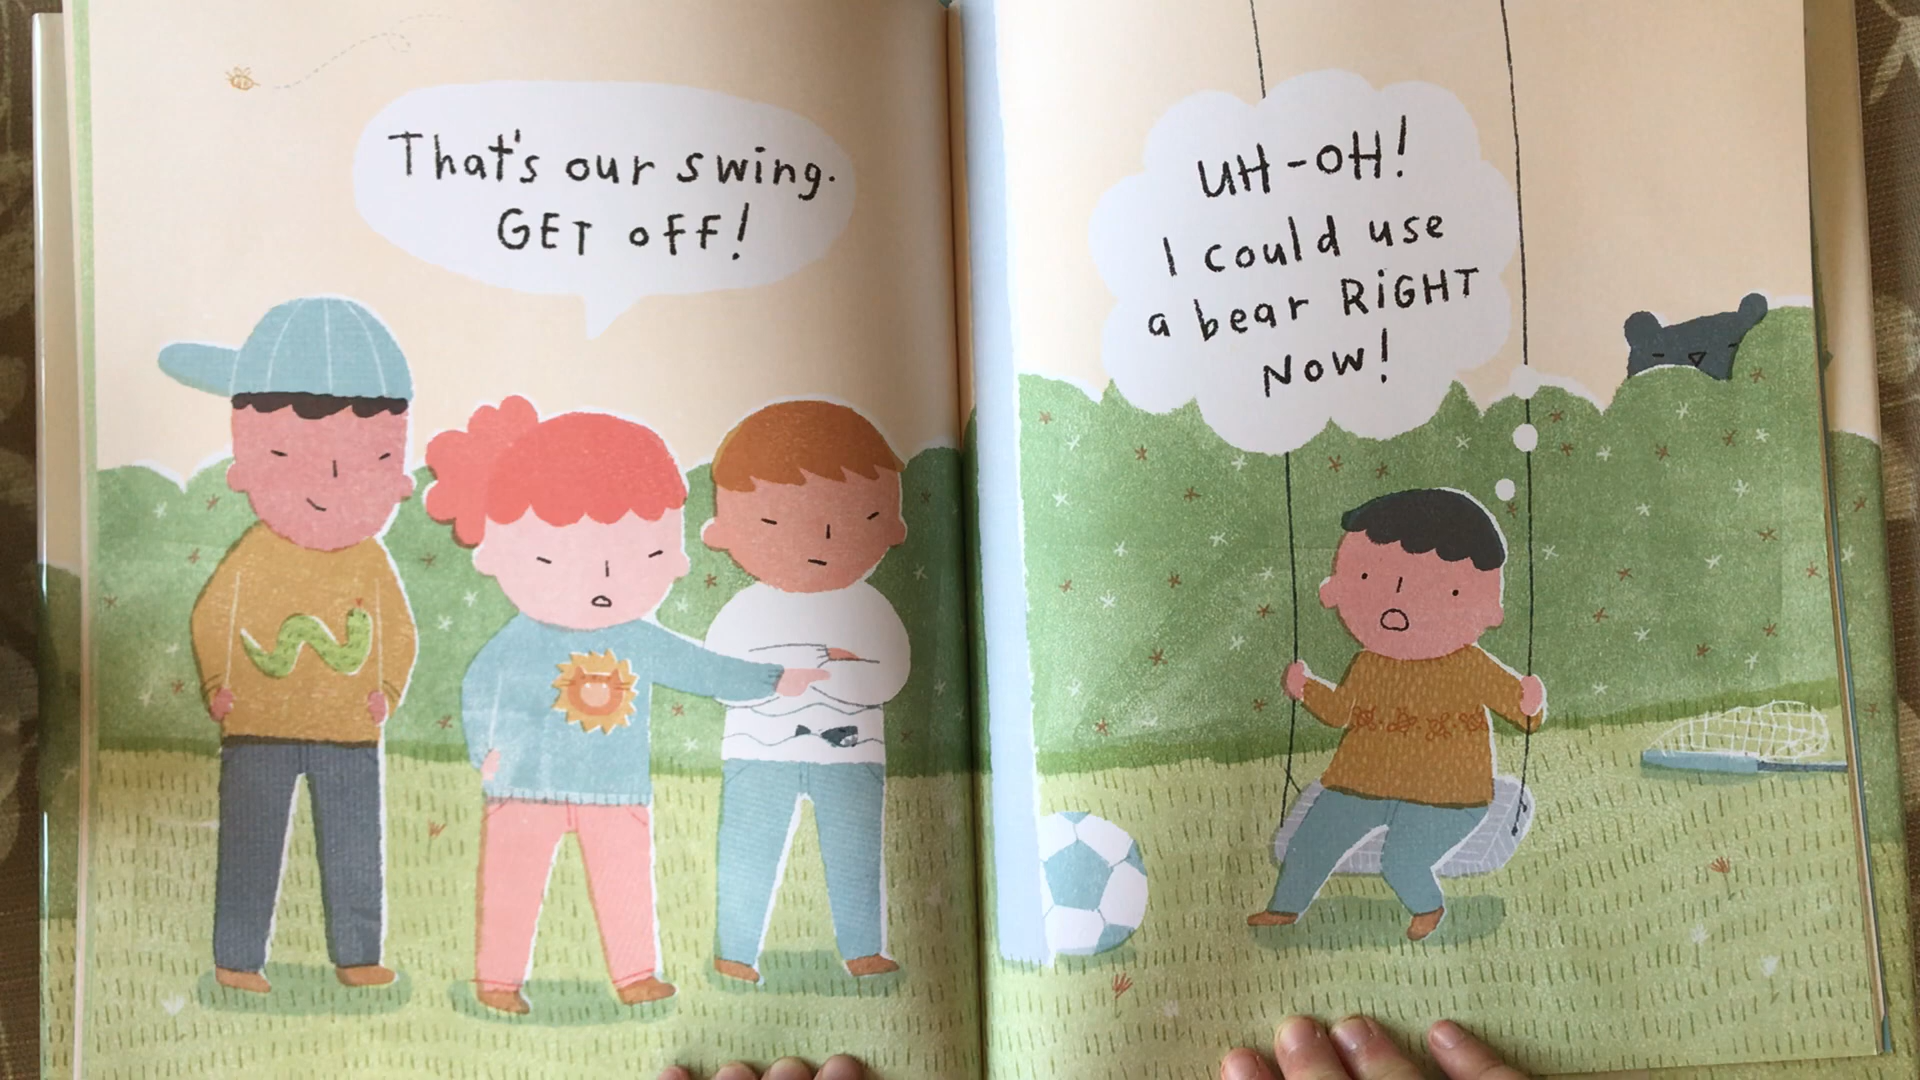 That's our swing.
GET OFF!
UH-OH!
I could use
a bear RiGHT
NOW!